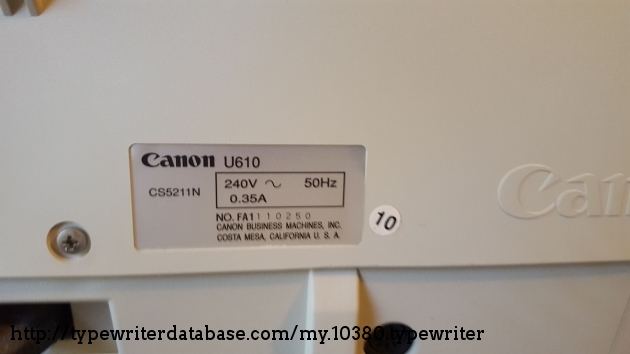 Canon U610
CS5211N
240V ~ 50Hz
0.35A
NO. FA1110250
CANON BUSINESS MACHINES, INC.
COSTA MESA, CALIFORNIA U. S. A.
10
Can
http://typewriterdatabase.com/my.10380.typewriter